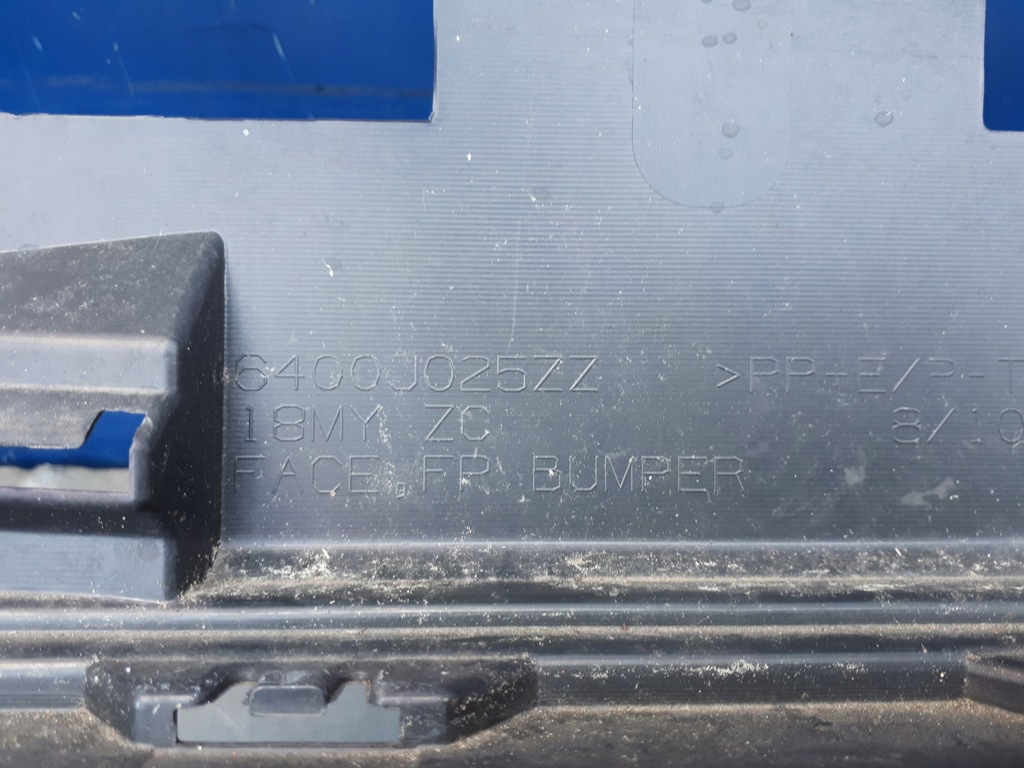 6400J025ZZ >PP-E/P-T
18MY ZC 8/10
FACE,FR BUMPER